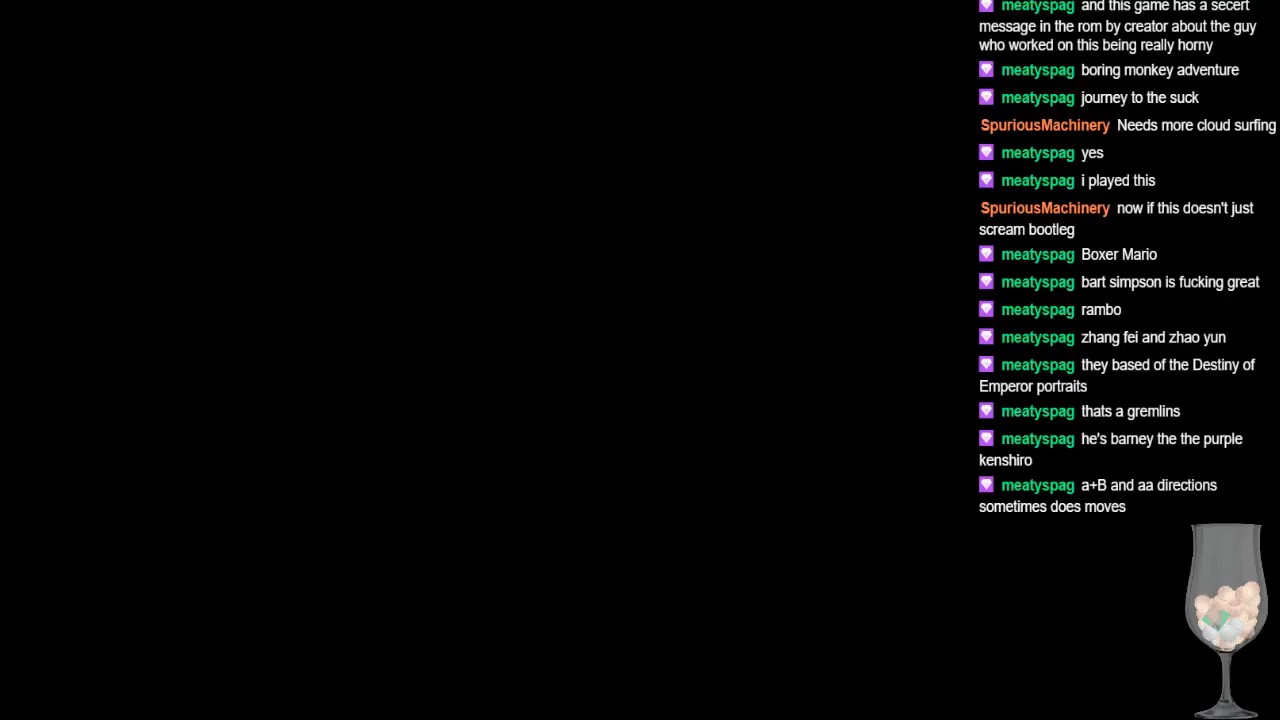 meatyspag and this game has a secert
message in the rom by creator about the guy
who worked on this being really horny
meatyspag boring monkey adventure
meatyspag journey to the suck
SpuriousMachinery Needs more cloud surfing
meatyspag yes
meatyspag i played this
SpuriousMachinery now if this doesn't just
scream bootleg
meatyspag Boxer Mario
meatyspag bart simpson is fucking great
meatyspag rambo
meatyspag zhang fei and zhao yun
meatyspag they based of the Destiny of
Emperor portraits
meatyspag thats a gremlins
meatyspag he's barney the the purple
kenshiro
meatyspag a+B and aa directions
sometimes does moves